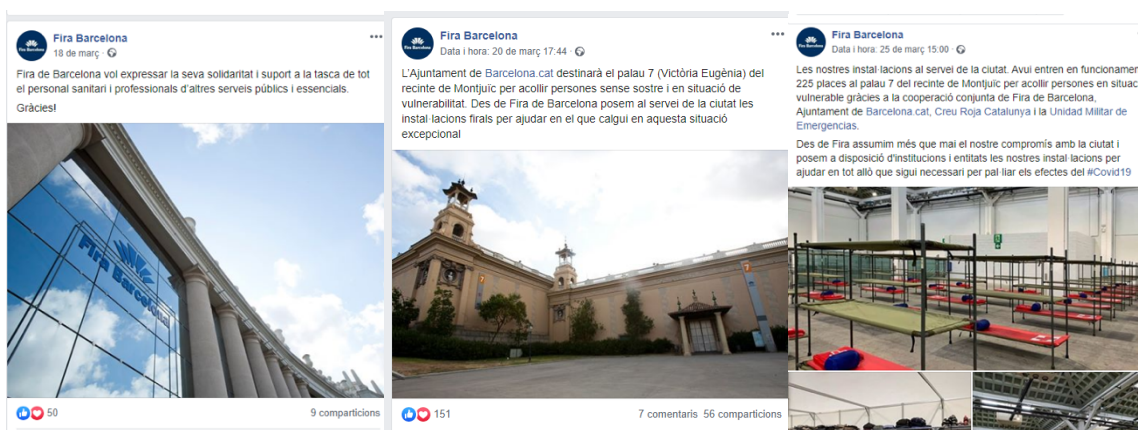 Fira Barcelona
18 de març
Fira de Barcelona vol expressar la seva solidaritat i suport a la tasca de tot
el personal sanitari i professionals d'altres serveis públics i essencials.
Gràcies!
Fira Barcelona
50
9 comparticions
Fira Barcelona
Data i hora: 20 de març 17:44
L'Ajuntament de Barcelona.cat destinarà el palau 7 (Victòria Eugènia) del
recinte de Montjuïc per acollir persones sense sostre i en situació de
vulnerabilitat. Des de Fira de Barcelona posem al servei de la ciutat les
instal·lacions firals per ajudar en el que calgui en aquesta situació
excepcional
7
7
151
7 comentaris 56 comparticions
Fira Barcelona
Data i hora: 25 de març 15:00
Les nostres instal·lacions al servei de la ciutat. Avui entren en funcionamen
225 places al palau 7 del recinte de Montjuïc per acollir persones en situac
vulnerable gràcies a la cooperació conjunta de Fira de Barcelona,
Ajuntament de Barcelona.cat, Creu Roja Catalunya i la Unidad Militar de
Emergencias.
Des de Fira assumim més que mai el nostre compromís amb la ciutat i
posem a disposició d'institucions i entitats les nostres instal·lacions per
ajudar en tot allò que sigui necessari per pal·liar els efectes del #Covid19